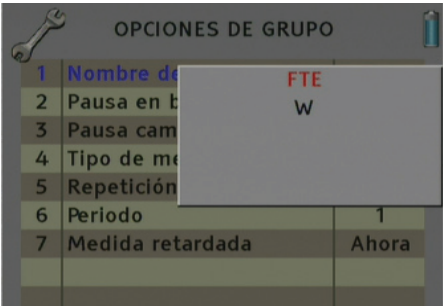 OPCIONES DE GRUPO
1 Nombre de
FTE
W
2 Pausa en b
3 Pausa cam
4 Tipo de me
5 Repetición
6 Periodo 1
7 Medida retardada Ahora